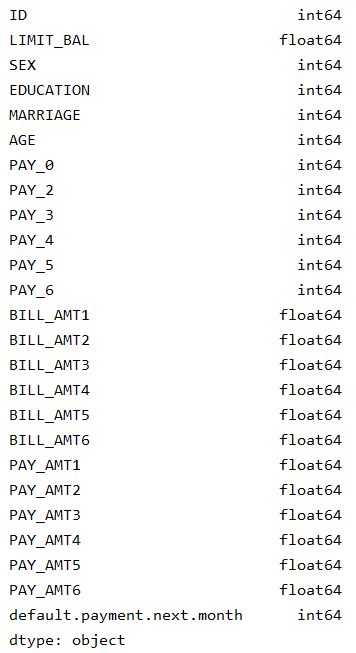 ID int64
LIMIT_BAL float64
SEX int64
EDUCATION int64
MARRIAGE int64
AGE int64
PAY_0 int64
PAY_2 int64
PAY_3 int64
PAY_4 int64
PAY_5 int64
PAY_6 int64
BILL_AMT1 float64
BILL_AMT2 float64
BILL_AMT3 float64
BILL_AMT4 float64
BILL_AMT5 float64
BILL_AMT6 float64
PAY_AMT1 float64
PAY_AMT2 float64
PAY_AMT3 float64
PAY_AMT4 float64
PAY_AMT5 float64
PAY_AMT6 float64
default.payment.next.month int64
dtype: object